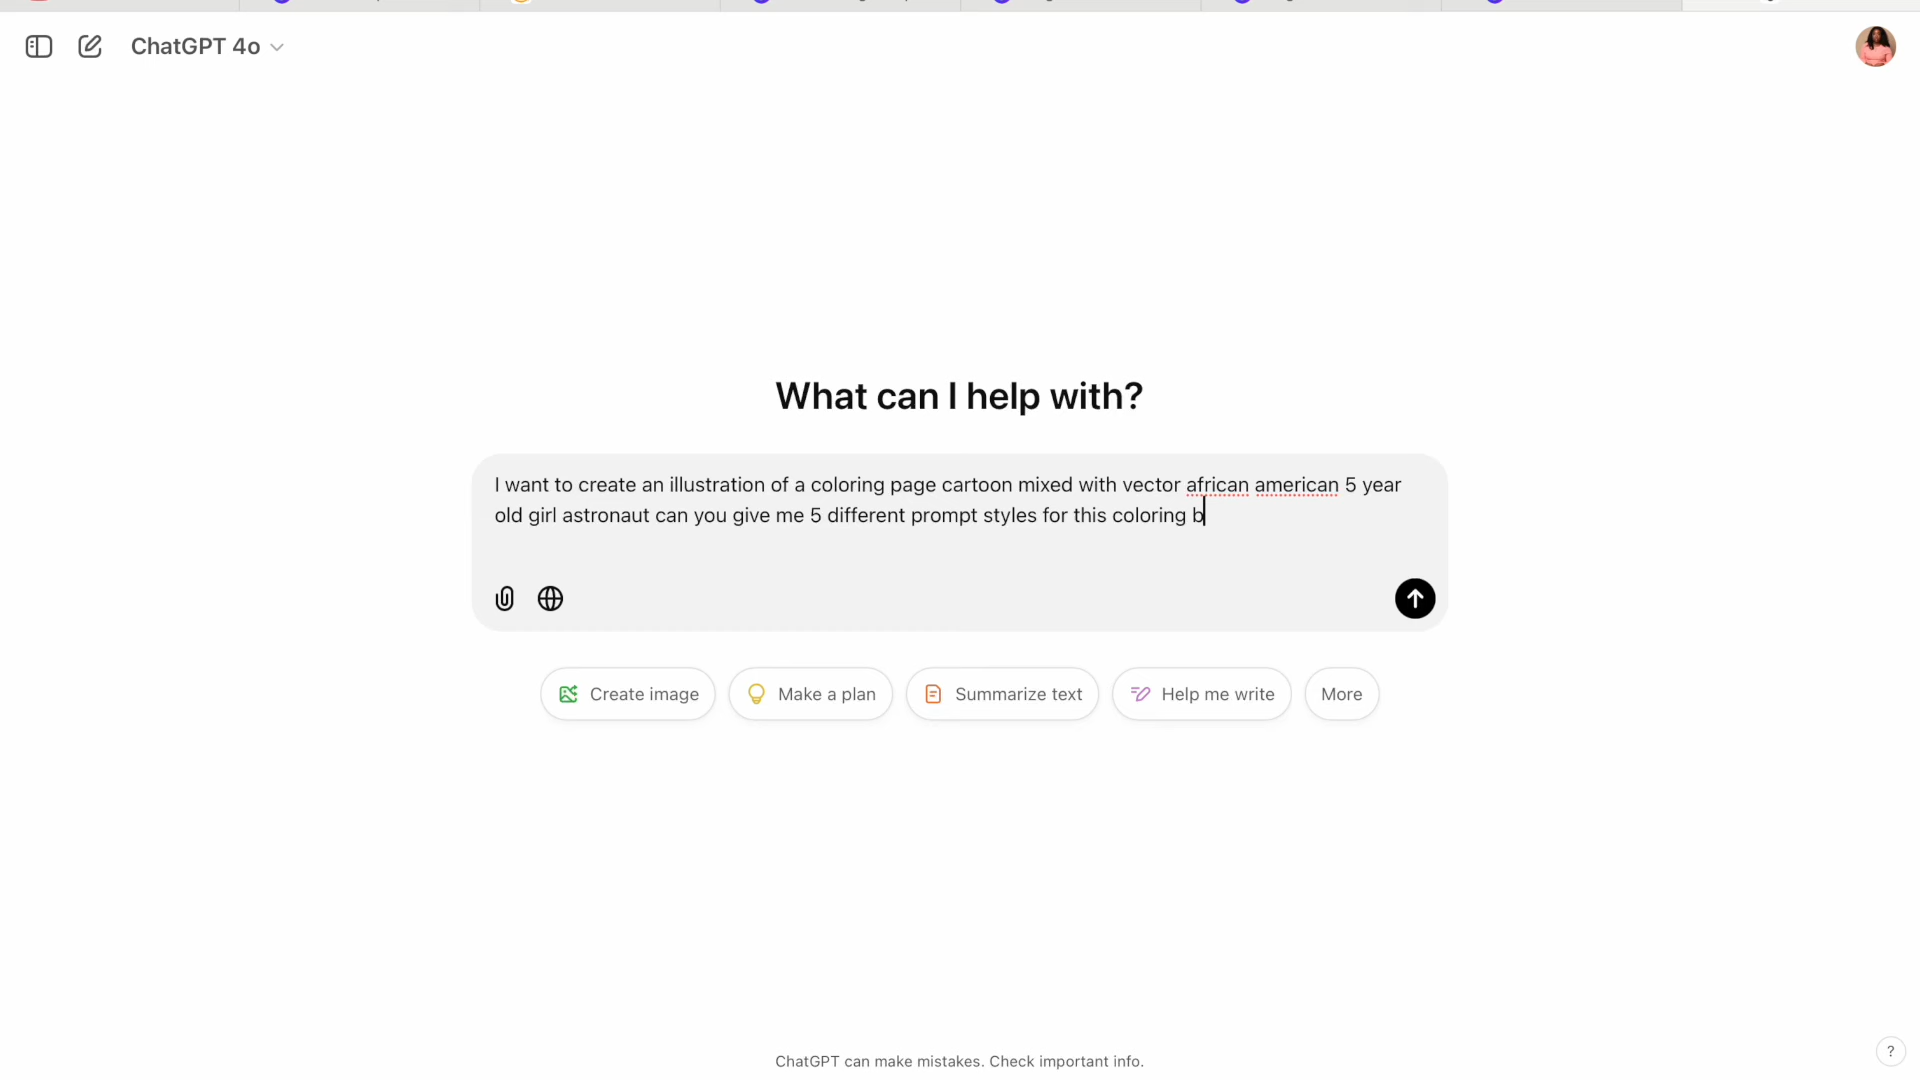 ChatGPT 4o
What can I help with?
I want to create an illustration of a coloring page cartoon mixed with vector african american 5 year
old girl astronaut can you give me 5 different prompt styles for this coloring b
Create image
Make a plan
Summarize text
Help me write
More
ChatGPT can make mistakes. Check important info.
?